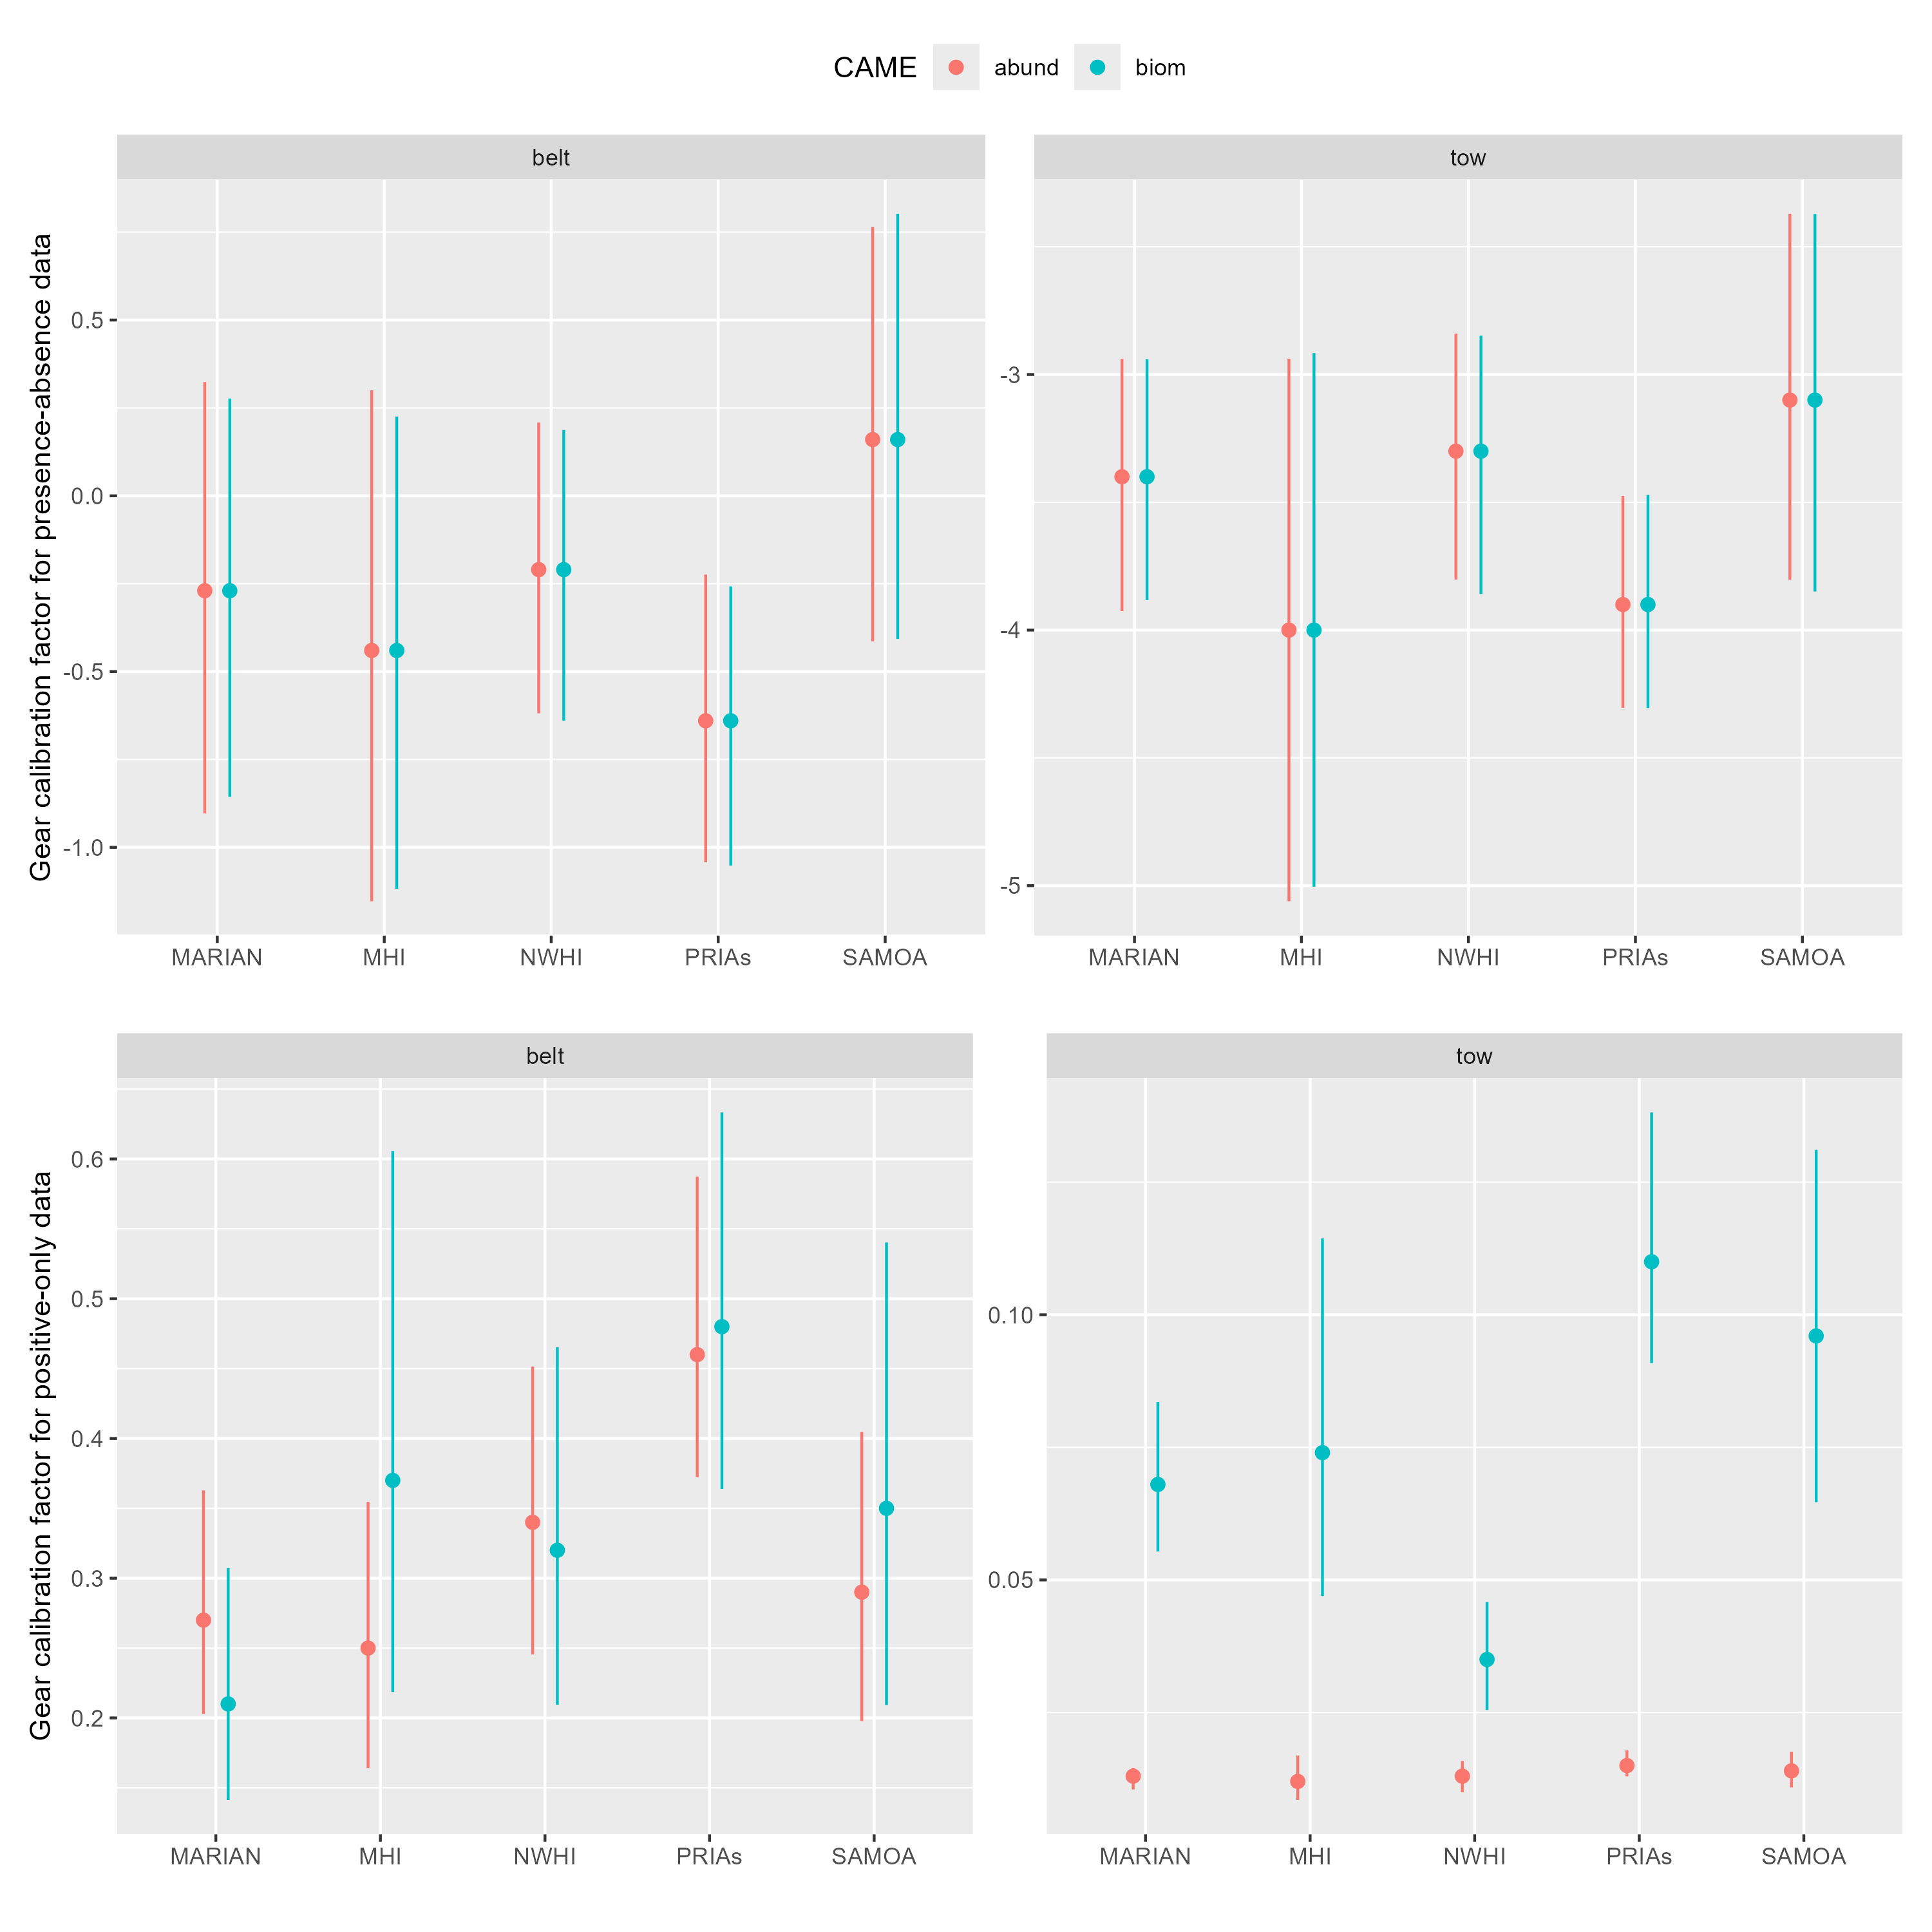 CAME abund biom
belt tow
Gear calibration factor for presence-absence data
0.5
0.0
-0.5
-1.0
-3
-4
-5
MARIAN MHI NWHI PRIAs SAMOA MARIAN MHI NWHI PRIAs SAMOA
belt tow
Gear calibration factor for positive-only data
0.6
0.5
0.4
0.3
0.2
0.10
0.05
MARIAN MHI NWHI PRIAs SAMOA MARIAN MHI NWHI PRIAs SAMOA